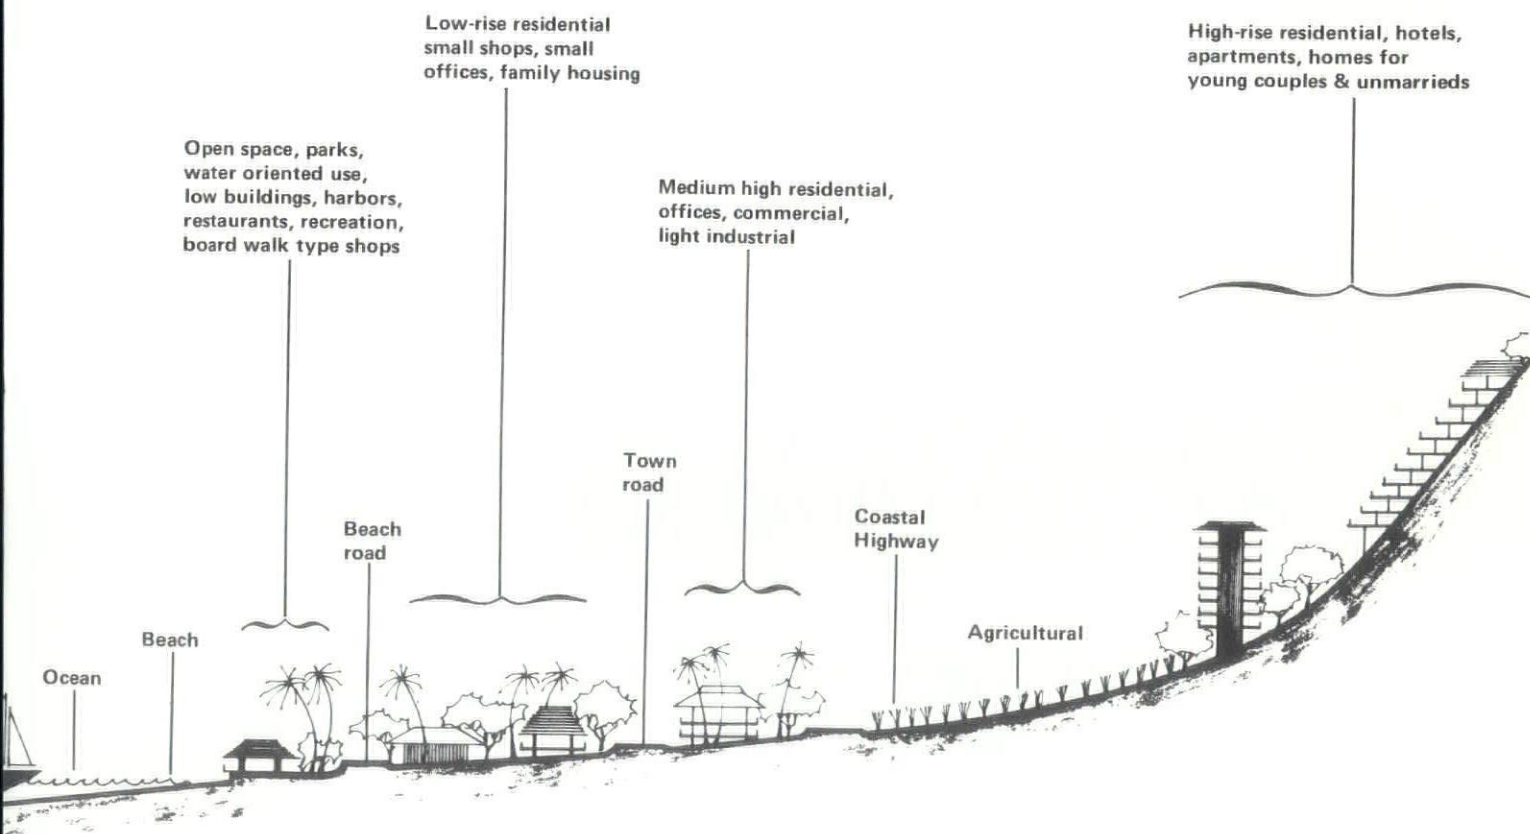 Low-rise residential
small shops, small
offices, family housing
High-rise residential, hotels,
apartments, homes for
young couples & unmarrieds
Open space, parks,
water oriented use,
low buildings, harbors,
restaurants, recreation,
board walk type shops
Medium high residential,
offices, commercial,
light industrial
Town
road
Coastal
Highway
Beach
road
Beach
Agricultural
Ocean